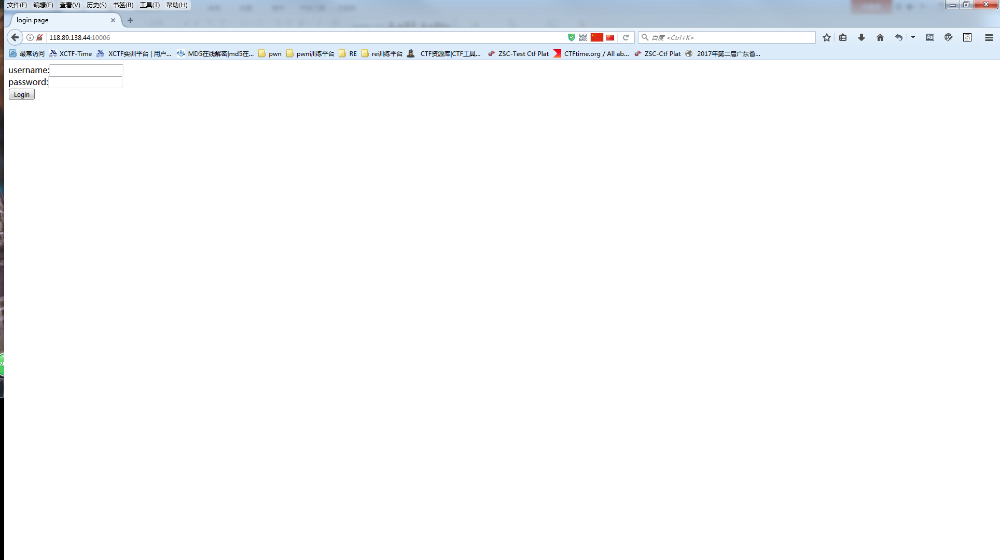 文件(F) 编辑(E) 查看(V) 历史(S) 书签(B) 工具(T) 帮助(H)
login page
118.89.138.44:10006 百度 <Ctrl+K>
最常访问 XCTF-Time XCTF实训平台 | 用户... MD5在线解密|md5在... pwn pwn训练平台 RE re训练平台 CTF资源库|CTF工具... ZSC-Test Ctf Plat CTFtime.org / All ab... ZSC-Ctf Plat 2017年第二届广东省...
username:
password:
Login